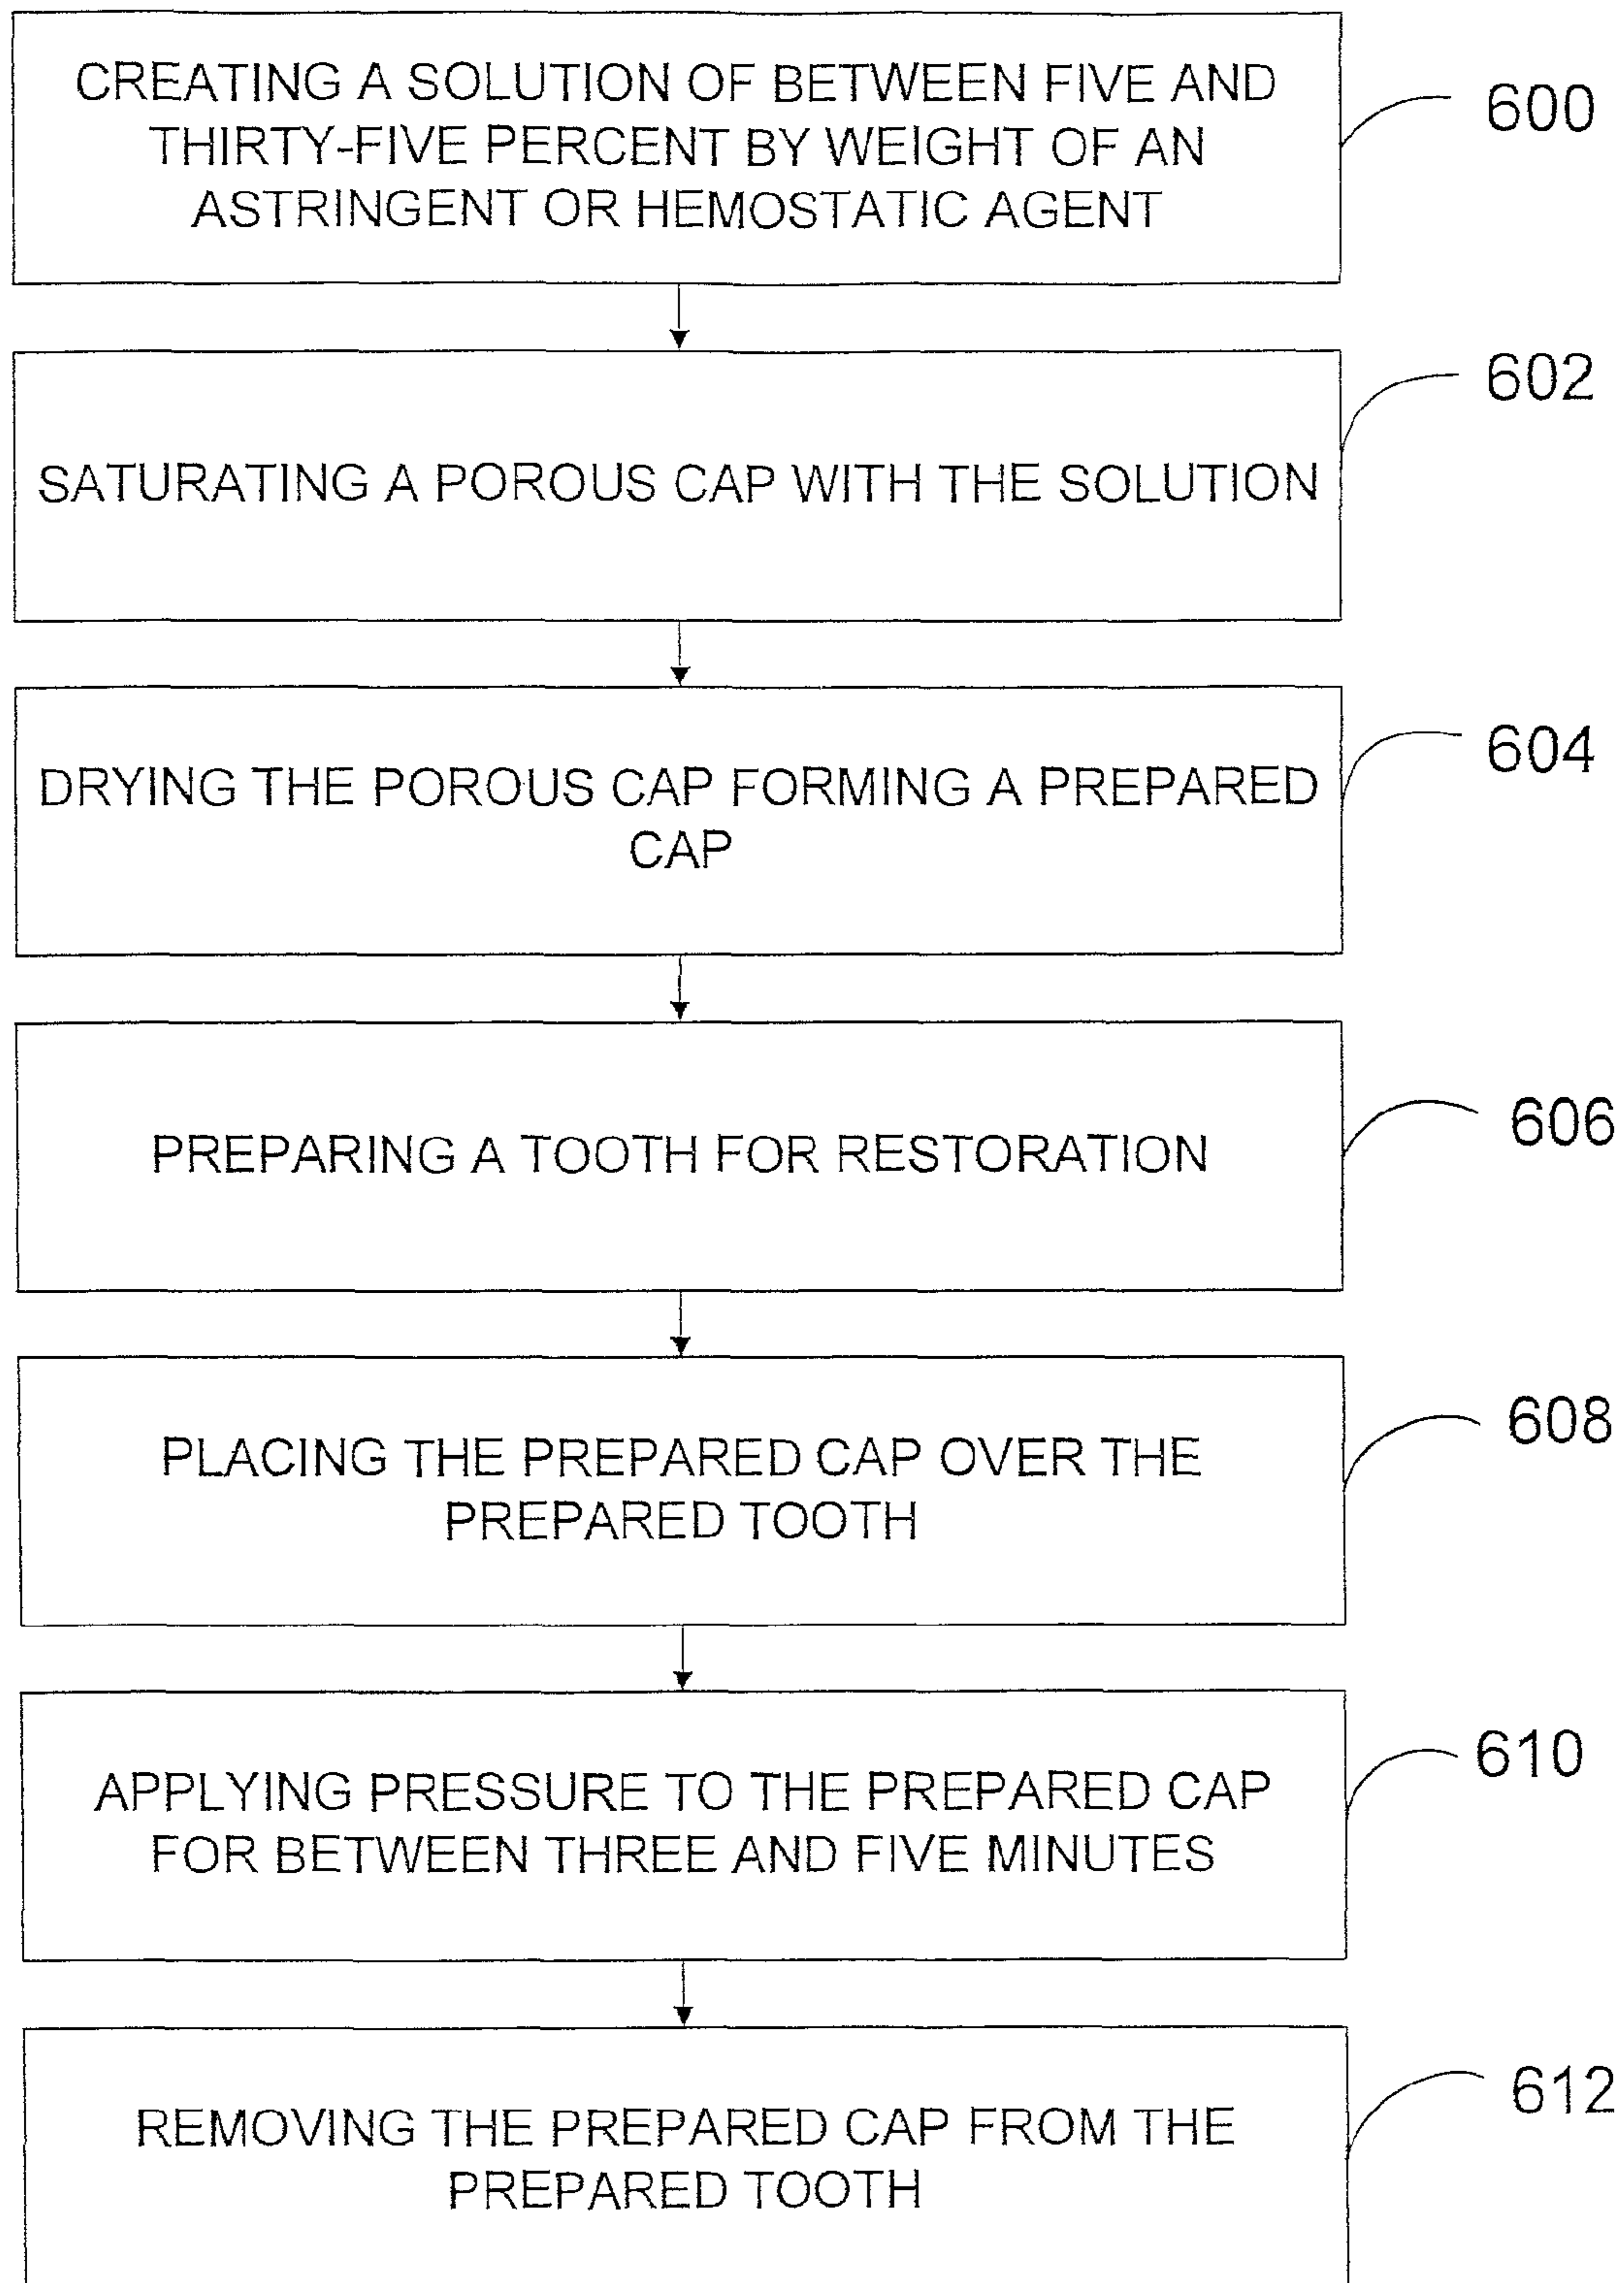 CREATING A SOLUTION OF BETWEEN FIVE AND
THIRTY-FIVE PERCENT BY WEIGHT OF AN
ASTRINGENT OR HEMOSTATIC AGENT
600
SATURATING A POROUS CAP WITH THE SOLUTION
602
DRYING THE POROUS CAP FORMING A PREPARED
CAP
604
PREPARING A TOOTH FOR RESTORATION
606
PLACING THE PREPARED CAP OVER THE
PREPARED TOOTH
608
APPLYING PRESSURE TO THE PREPARED CAP
FOR BETWEEN THREE AND FIVE MINUTES
610
REMOVING THE PREPARED CAP FROM THE
PREPARED TOOTH
612